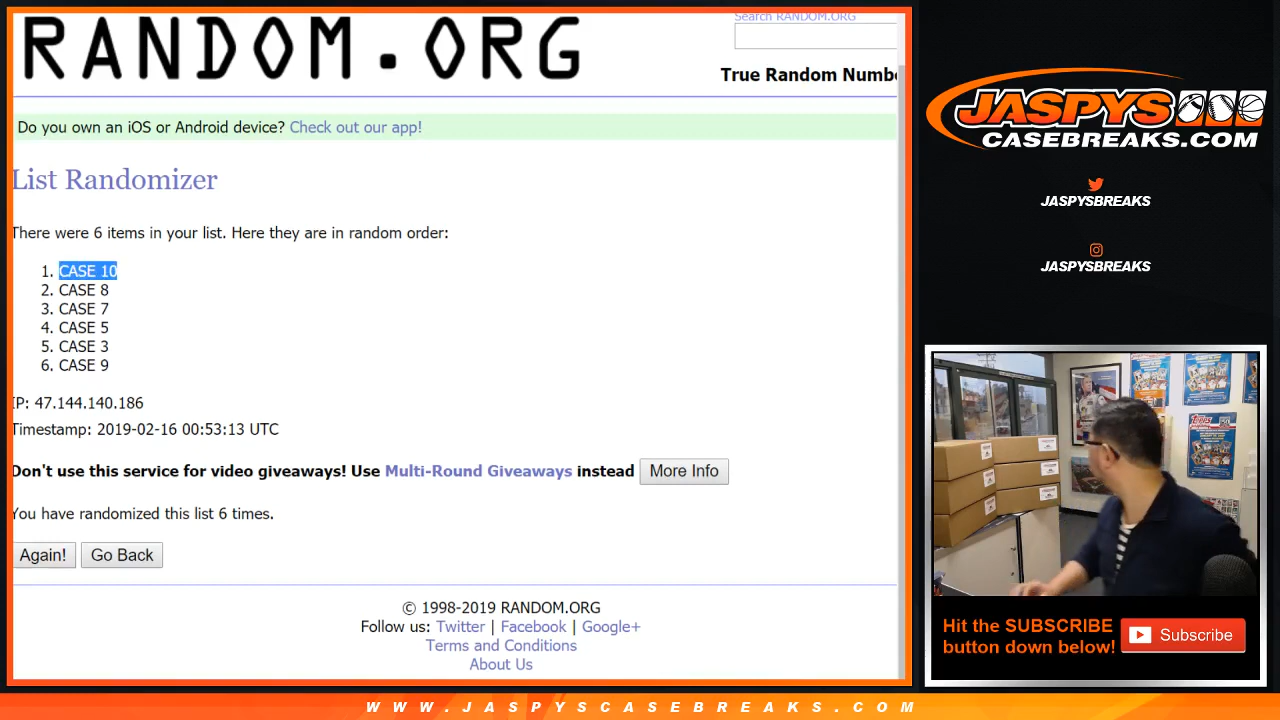 RANDOM.ORG
Search RANDOM.ORG
True Random Numbe
Do you own an iOS or Android device? Check out our app!
List Randomizer
There were 6 items in your list. Here they are in random order:
1. CASE 10
2. CASE 8
3. CASE 7
4. CASE 5
5. CASE 3
6. CASE 9
IP: 47.144.140.186
Timestamp: 2019-02-16 00:53:13 UTC
Don't use this service for video giveaways! Use Multi-Round Giveaways instead More Info
You have randomized this list 6 times.
Again! Go Back
© 1998-2019 RANDOM.ORG
Follow us: Twitter | Facebook | Google+
Terms and Conditions
About Us
JASPYS
CASEBREAKS.COM
JASPYSBREAKS
JASPYSBREAKS
Topps
Hit the SUBSCRIBE
button down below!
Subscribe
WWW.JASPYSCASEBREAKS.COM